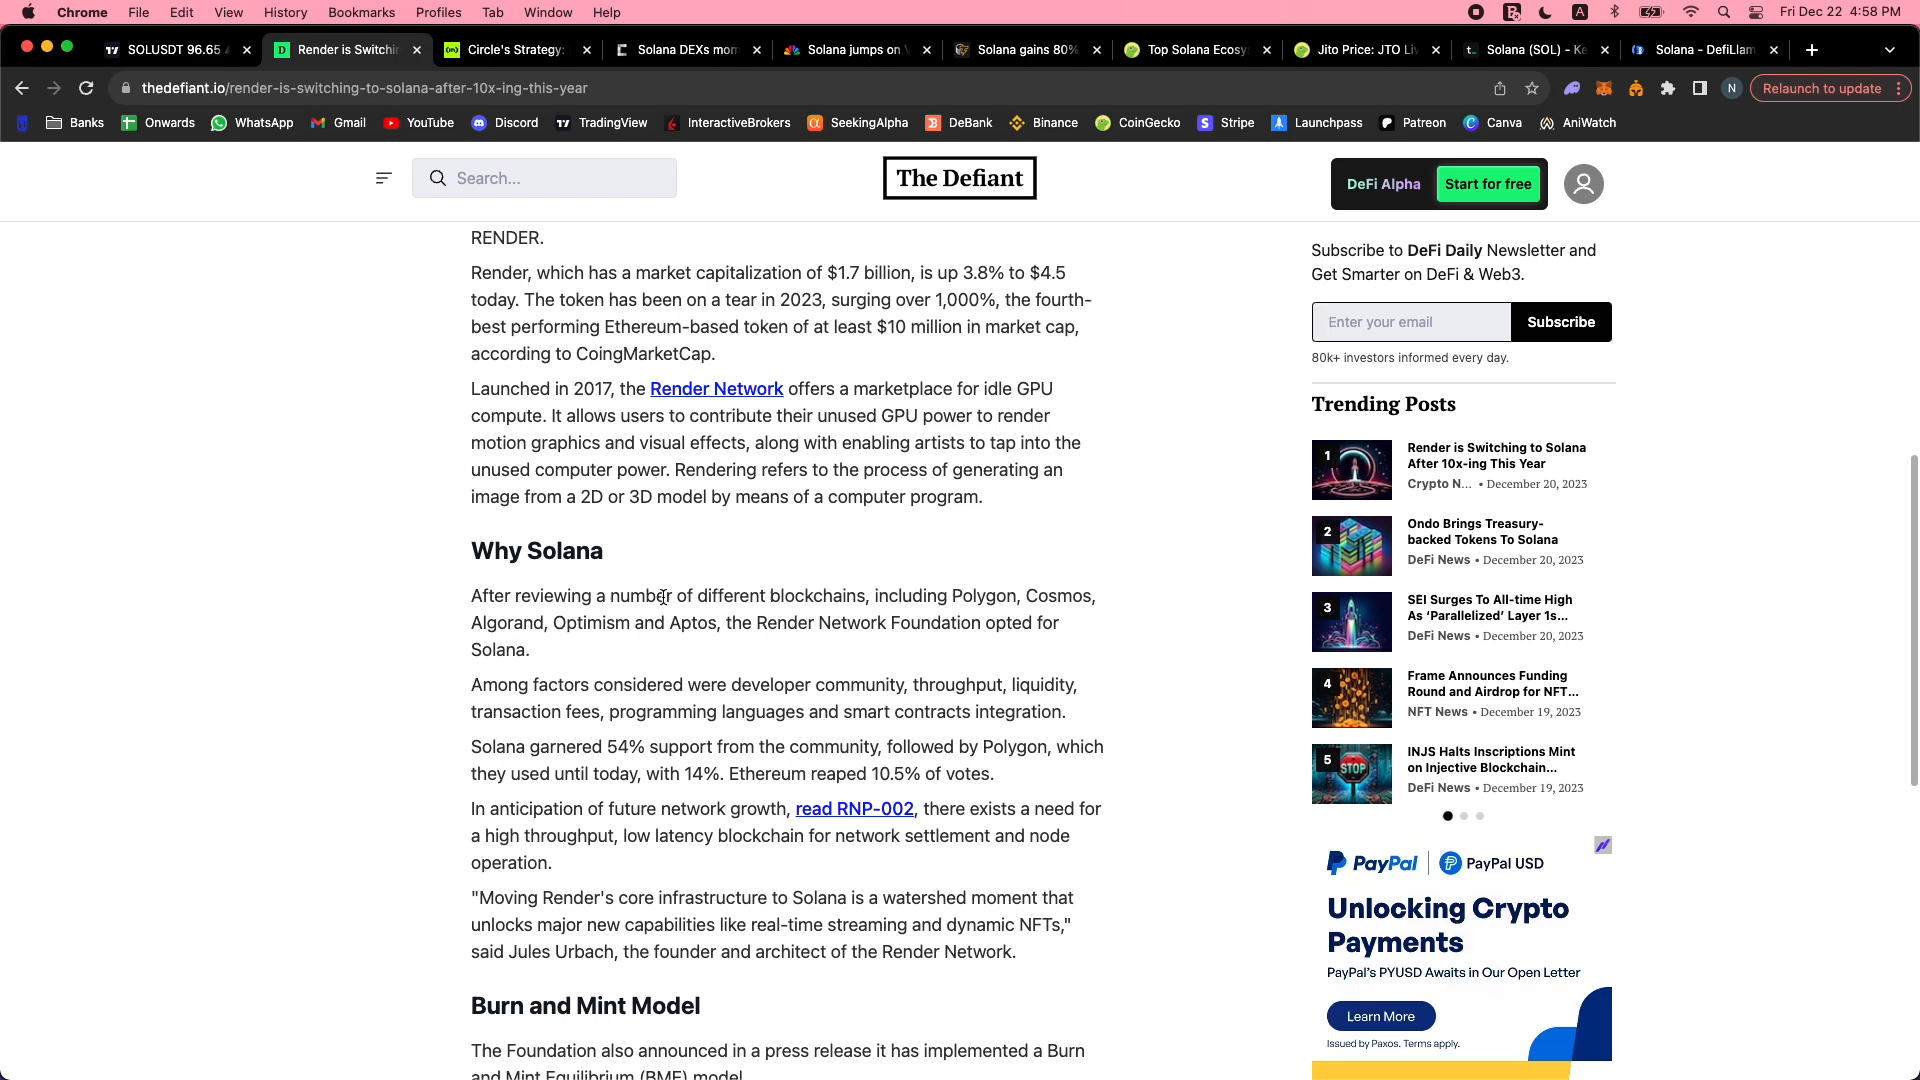 Chrome File Edit View History Bookmarks Profiles Tab Window Help A Fri Dec 22 4:58 PM
SOLUSDT 96.65 Render is Switchi Circle's Strategy: Solana DEXs mom Solana jumps on Solana gains 80% Top Solana Ecosy Jito Price: JTO Li Solana (SOL) - Ke Solana - DefiLlam
thedefiant.io/render-is-switching-to-solana-after-10x-ing-this-year N Relaunch to update
Banks Onwards WhatsApp Gmail YouTube Discord TradingView InteractiveBrokers SeekingAlpha DeBank Binance CoinGecko Stripe Launchpass Patreon Canva AniWatch
Search...
The Defiant
DeFi Alpha Start for free
RENDER.
Render, which has a market capitalization of $1.7 billion, is up 3.8% to $4.5
today. The token has been on a tear in 2023, surging over 1,000%, the fourth-
best performing Ethereum-based token of at least $10 million in market cap,
according to CoingMarketCap.
Launched in 2017, the Render Network offers a marketplace for idle GPU
compute. It allows users to contribute their unused GPU power to render
motion graphics and visual effects, along with enabling artists to tap into the
unused computer power. Rendering refers to the process of generating an
image from a 2D or 3D model by means of a computer program.
Why Solana
After reviewing a number of different blockchains, including Polygon, Cosmos,
Algorand, Optimism and Aptos, the Render Network Foundation opted for
Solana.
Among factors considered were developer community, throughput, liquidity,
transaction fees, programming languages and smart contracts integration.
Solana garnered 54% support from the community, followed by Polygon, which
they used until today, with 14%. Ethereum reaped 10.5% of votes.
In anticipation of future network growth, read RNP-002, there exists a need for
a high throughput, low latency blockchain for network settlement and node
operation.
"Moving Render's core infrastructure to Solana is a watershed moment that
unlocks major new capabilities like real-time streaming and dynamic NFTs,"
said Jules Urbach, the founder and architect of the Render Network.
Burn and Mint Model
The Foundation also announced in a press release it has implemented a Burn
and Mint Equilibrium (BME) model
Subscribe to DeFi Daily Newsletter and
Get Smarter on DeFi & Web3.
Enter your email Subscribe
80k+ investors informed every day.
Trending Posts
1
Render is Switching to Solana
After 10x-ing This Year
Crypto N... • December 20, 2023
2
Ondo Brings Treasury-
backed Tokens To Solana
DeFi News • December 20, 2023
3
SEI Surges To All-time High
As ‘Parallelized’ Layer 1s...
DeFi News • December 20, 2023
4
Frame Announces Funding
Round and Airdrop for NFT...
NFT News • December 19, 2023
5
STOP
INJS Halts Inscriptions Mint
on Injective Blockchain...
DeFi News • December 19, 2023
PayPal PayPal USD
Unlocking Crypto
Payments
PayPal's PYUSD Awaits in Our Open Letter
Learn More
Issued by Paxos. Terms apply.